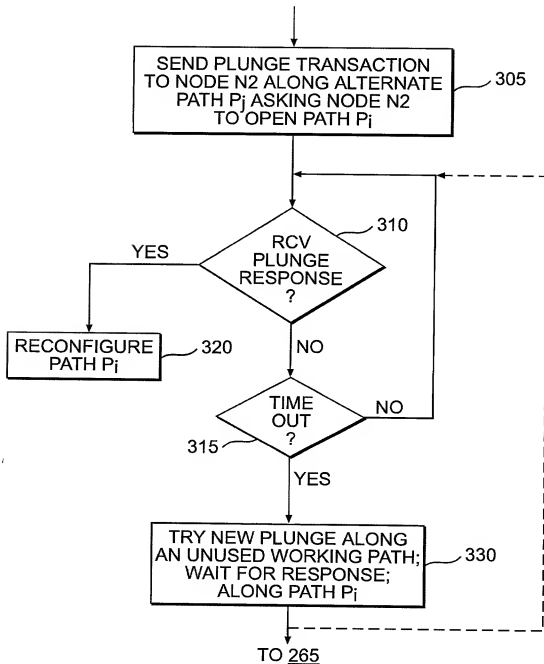 SEND PLUNGE TRANSACTION
TO NODE N2 ALONG ALTERNATE
PATH Pj ASKING NODE N2
TO OPEN PATH Pi
305
310
RCV
PLUNGE
RESPONSE
?
YES
RECONFIGURE
PATH Pi
320
NO
TIME
OUT
?
NO
315
YES
TRY NEW PLUNGE ALONG
AN UNUSED WORKING PATH;
WAIT FOR RESPONSE;
ALONG PATH Pi
330
TO 265